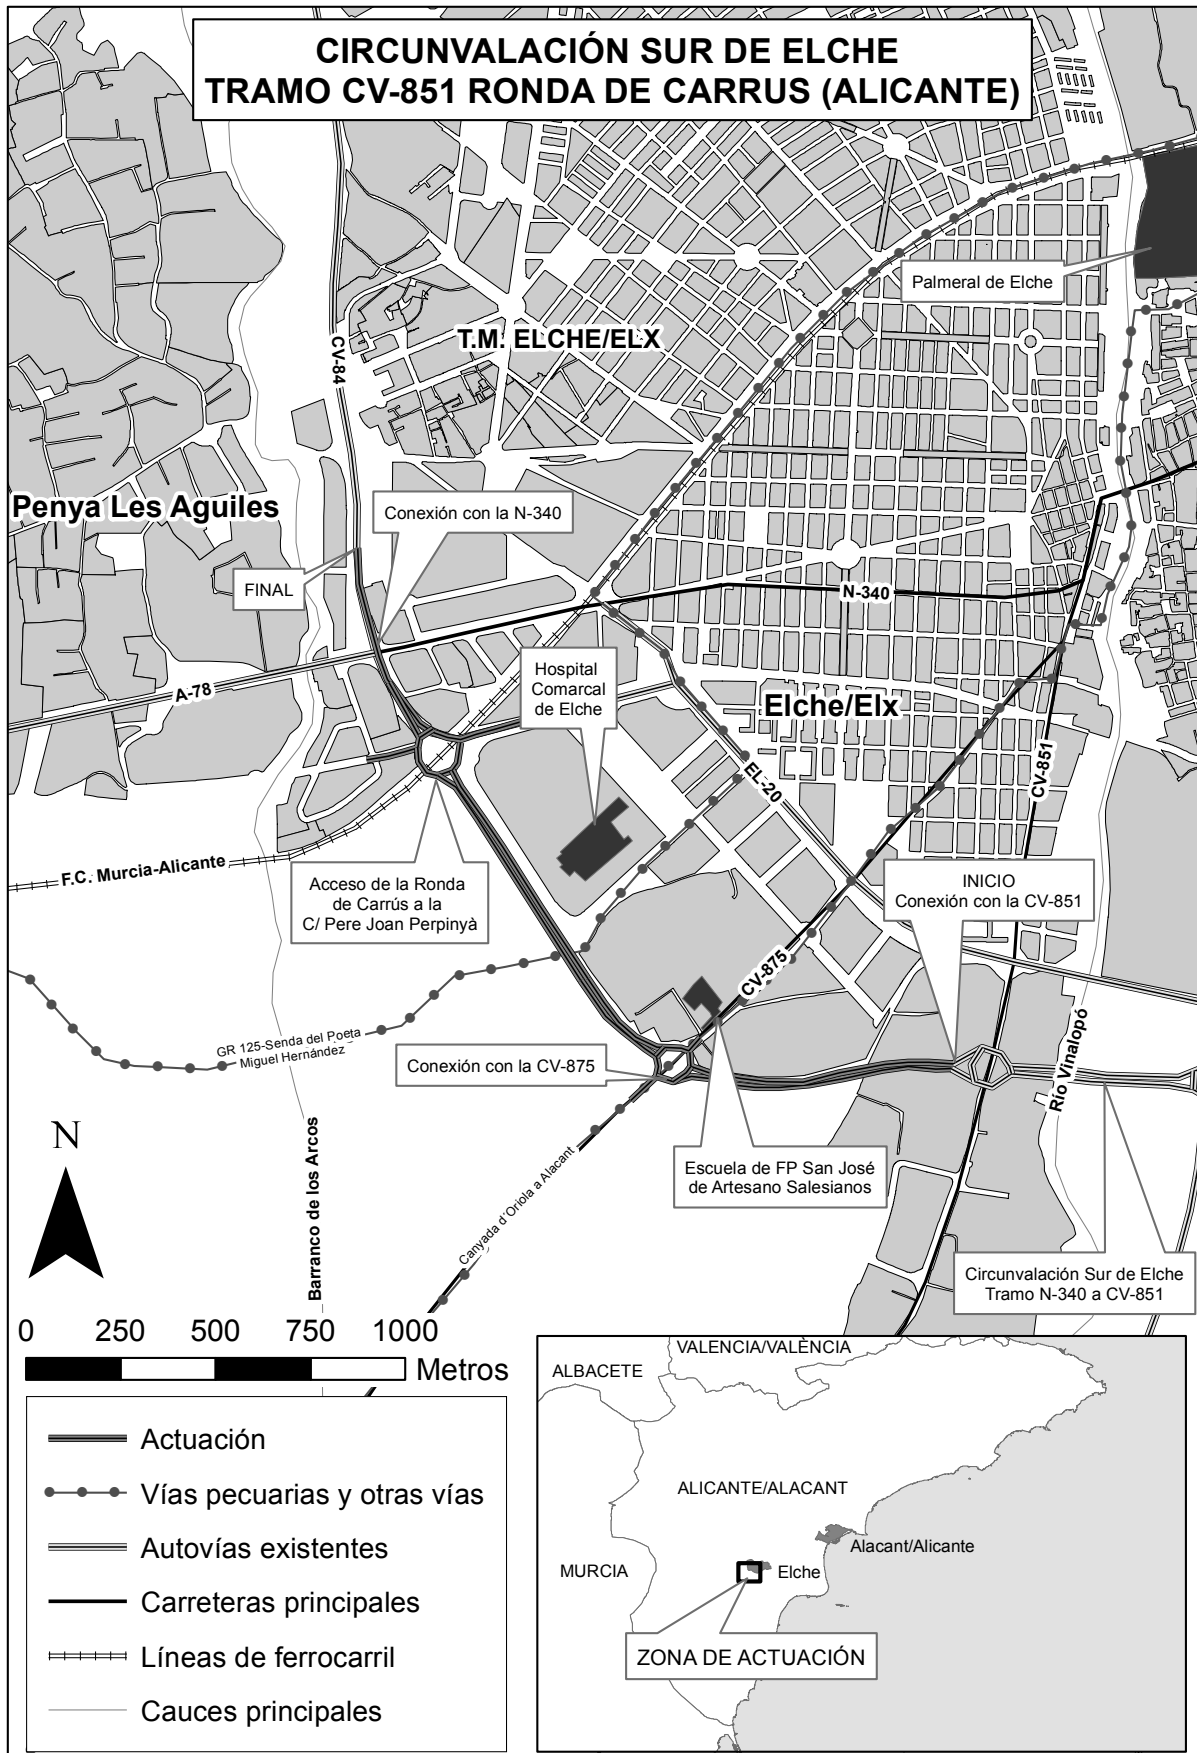 CIRCUNVALACIÓN SUR DE ELCHE
TRAMO CV-851 RONDA DE CARRUS (ALICANTE)
Palmeral de Elche
T.M. ELCHE/ELX
CV-84
Penya Les Aguiles
Conexión con la N-340
FINAL
N-340
A-78
Hospital
Comarcal
de Elche
Elche/Elx
EL-20
CV-851
F.C. Murcia-Alicante
Acceso de la Ronda
de Carrús a la
C/ Pere Joan Perpinyà
INICIO
Conexión con la CV-851
CV-875
GR 125-Senda del Poeta
Miguel Hernández
Conexión con la CV-875
Río Vinalopó
Barranco de los Arcos
Canyada d´Oriola a Alacant
Escuela de FP San José
de Artesano Salesianos
Circunvalación Sur de Elche
Tramo N-340 a CV-851
N
0 250 500 750 1000
Metros
Actuación
Vías pecuarias y otras vías
Autovías existentes
Carreteras principales
Líneas de ferrocarril
Cauces principales
VALENCIA/VALÈNCIA
ALBACETE
ALICANTE/ALACANT
Alacant/Alicante
MURCIA
Elche
ZONA DE ACTUACIÓN